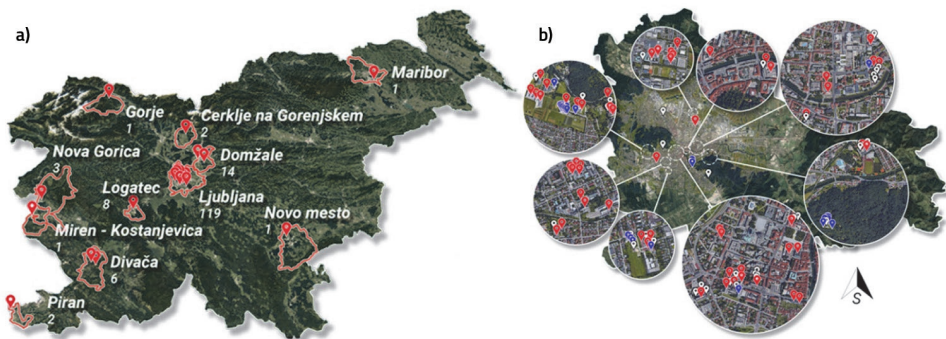 a)
Maribor
1
Gorje
1
Cerklje na Gorenjskem
2
Nova Gorica
3
Domžale
14
Logatec
8
Ljubljana
119
Novo mesto
1
Miren - Kostanjevica
1
Divača
6
Piran
2
b)
S